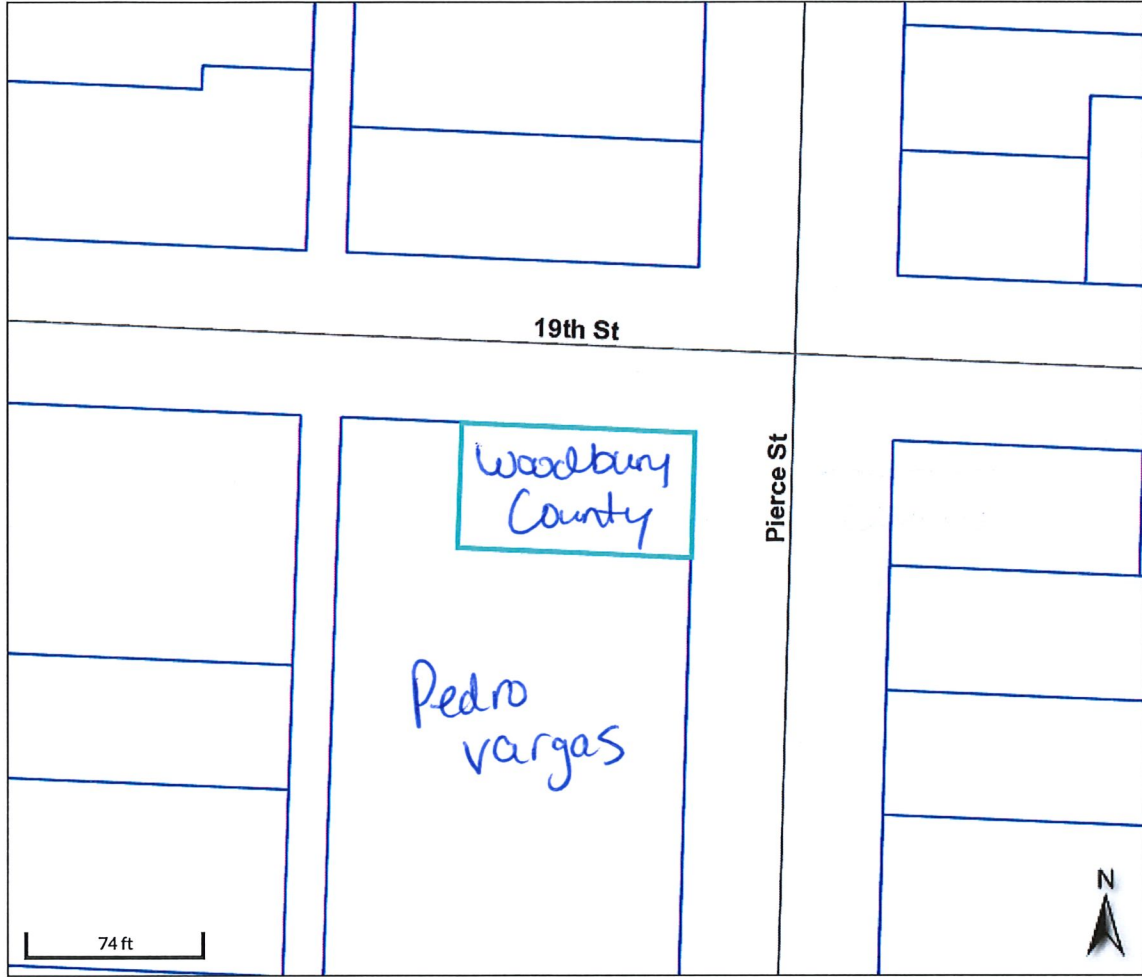 19th St
Woodbury
County
Pierce St
Pedro
vargas
74 ft
N